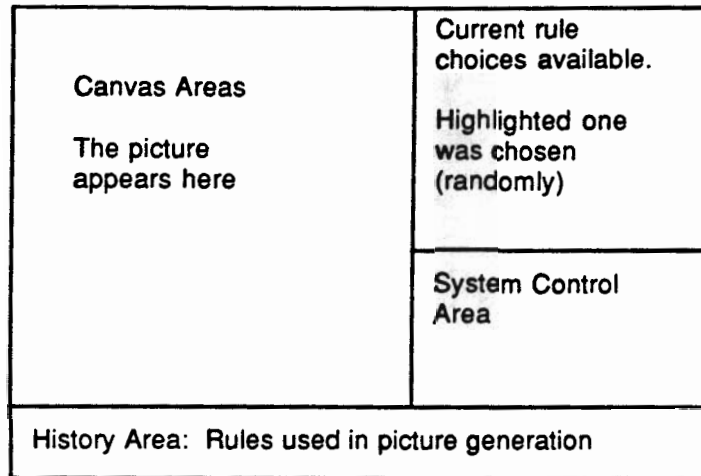 Canvas Areas
The picture
appears here
Current rule
choices available.
Highlighted one
was chosen
(randomly)
System Control
Area
History Area: Rules used in picture generation